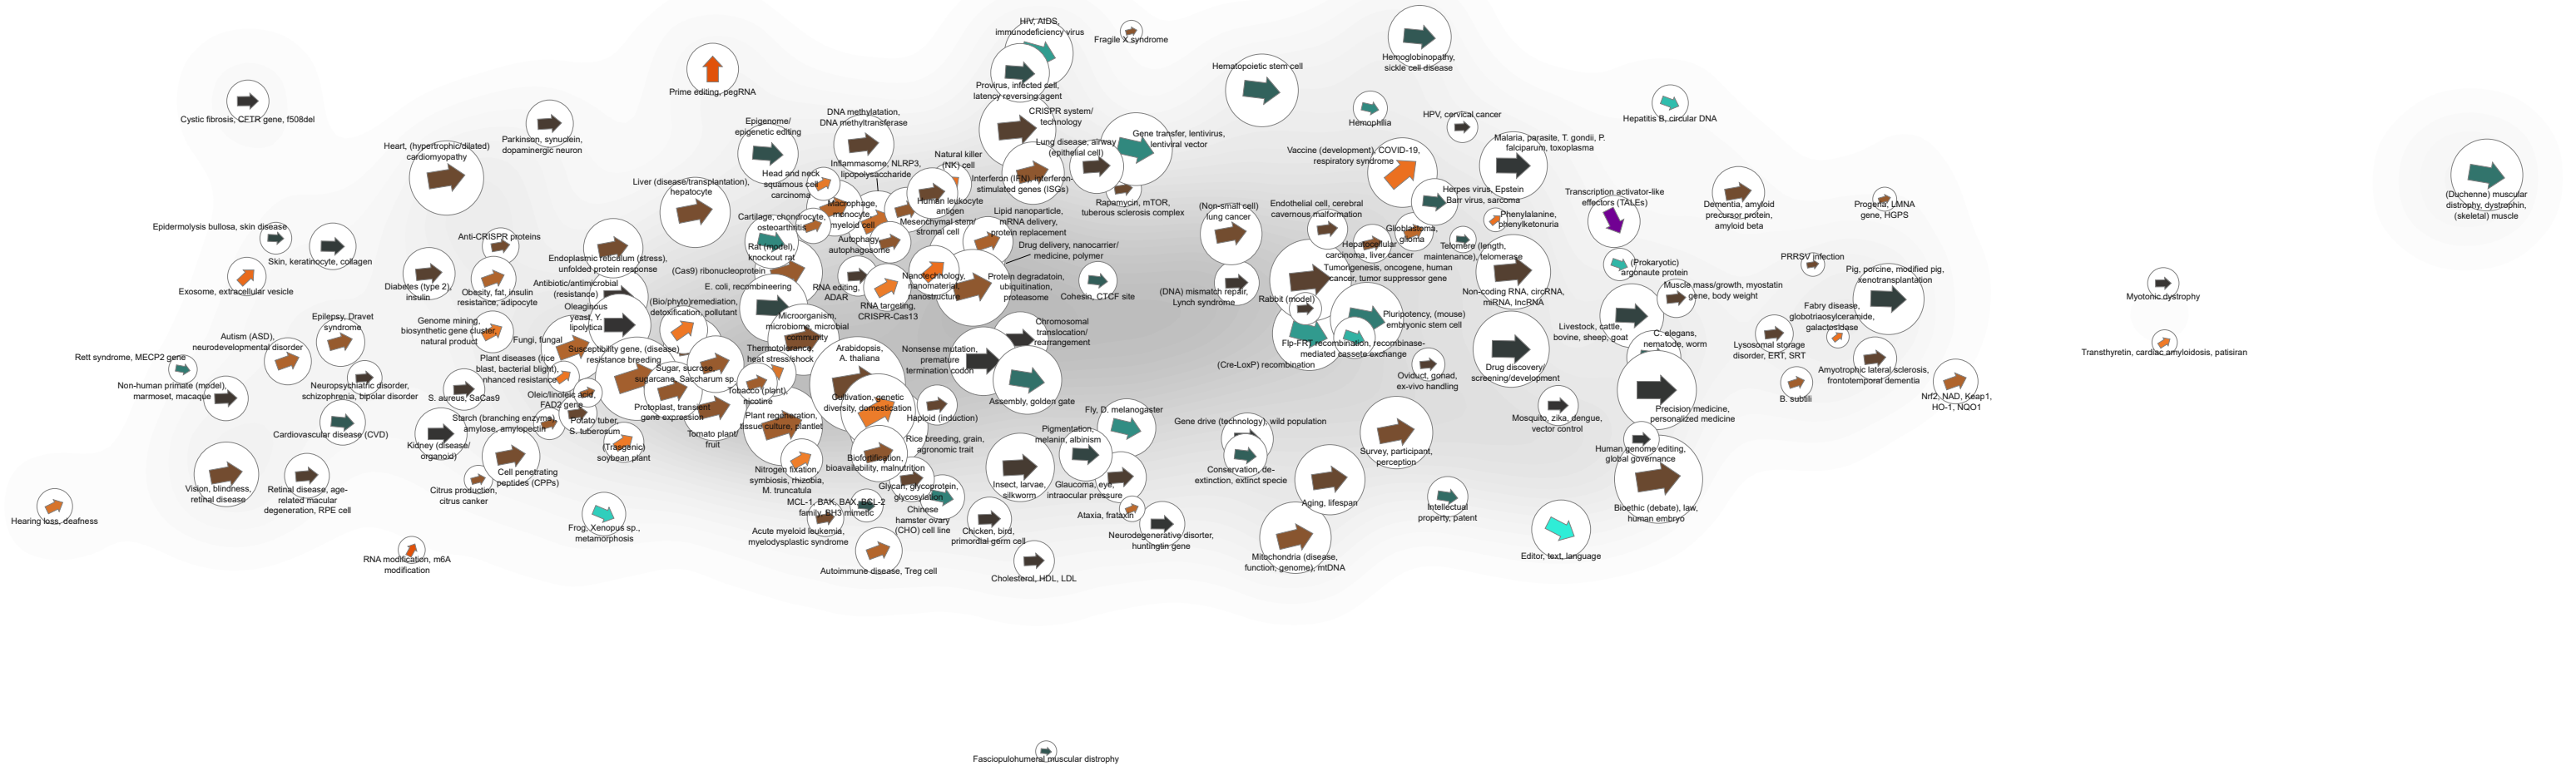 HIV, AIDS,
immunodeficiency virus
Fragile X syndrome
Hemoglobinopathy,
sickle cell disease
Hematopoietic stem cell
Prime editing, pegRNA
Provirus, infected cell,
latency reversing agent
Cystic fibrosis, CFTR gene, f508del
Parkinson, synuclein,
dopaminergic neuron
DNA methylatation,
DNA methyltransferase
Epigenome/
epigenetic editing
CRISPR system/
technology
Gene transfer, lentivirus,
lentiviral vector
Hemophilia
HPV, cervical cancer
Hepatitis B, circular DNA
Malaria, parasite, T. gondii, P.
falciparum, toxoplasma
Heart, (hypertrophic/dilated)
cardiomyopathy
Lung disease, airway
(epithelial cell)
Vaccine (development), COVID-19,
respiratory syndrome
Inflammasome, NLRP3,
lipopolysaccharide
Natural killer
(NK) cell
Head and neck
squamous cell
carcinoma
Interferon (IFN), interferon-
stimulated genes (ISGs)
Liver (disease/transplantation),
hepatocyte
Human leukocyte
antigen
Rapamycin, mTOR,
tuberous sclerosis complex
Herpes virus, Epstein
Barr virus, sarcoma
Transcription activator-like
effectors (TALEs)
Dementia, amyloid
precursor protein,
amyloid beta
Progeria, LMNA
gene, HGPS
(Duchenne) muscular
distrophy, dystrophin,
(skeletal) muscle
Macrophage,
monocyte,
myeloid cell
Cartilage, chondrocyte,
osteoarthritis
Mesenchymal stem/
stromal cell
Lipid nanoparticle,
mRNA delivery,
protein replacement
(Non-small cell)
lung cancer
Endothelial cell, cerebral
cavernous malformation
Phenylalanine,
phenylketonuria
Glioblastoma,
glioma
Epidermolysis bullosa, skin disease
Anti-CRISPR proteins
Rat (model),
knockout rat
Autophagy,
autophagosome
Drug delivery, nanocarrier/
medicine, polymer
Hepatocellular
carcinoma, liver cancer
Telomere (length,
maintenance), telomerase
Skin, keratinocyte, collagen
Endoplasmic reticulum (stress),
unfolded protein response
(Cas9) ribonucleoprotein
Tumorigenesis, oncogene, human
cancer, tumor suppressor gene
(Prokaryotic)
argonaute protein
PRRSV infection
Pig, porcine, modified pig,
xenotransplantation
Diabetes (type 2),
insulin
Obesity, fat, insulin
resistance, adipocyte
Antibiotic/antimicrobial
(resistance)
E. coli, recombineering
RNA editing,
ADAR
Nanotechnology,
nanomaterial,
nanostructure
Protein degradatoin,
ubiquitination,
proteasome
Cohesin, CTCF site
(DNA) mismatch repair,
Lynch syndrome
Rabbit (model)
Non-coding RNA, circRNA,
miRNA, lncRNA
Muscle mass/growth, myostatin
gene, body weight
Myotonic dystrophy
Exosome, extracellular vesicle
Oleaginous
yeast, Y.
lipolytica
(Bio/phyto)remediation,
detoxification, pollutant
RNA targeting,
CRISPR-Cas13
Microorganism,
microbiome, microbial
community
Pluripotency, (mouse)
embryonic stem cell
Livestock, cattle,
bovine, sheep, goat
Fabry disease,
globotriaosylceramide,
galactosidase
Epilepsy, Dravet
syndrome
Genome mining,
biosynthetic gene cluster,
natural product
Chromosomal
translocation/
rearrangement
Autism (ASD),
neurodevelopmental disorder
Fungi, fungal
Susceptibility gene, (disease)
resistance breeding
Thermotolerance,
heat stress/shock
Arabidopsis,
A. thaliana
Nonsense mutation,
premature
termination codon
Flp-FRT recombination, recombinase-
mediated cassete exchange
(Cre-LoxP) recombination
C. elegans,
nematode, worm
Lysosomal storage
disorder, ERT, SRT
Transthyretin, cardiac amyloidosis, patisiran
Rett syndrome, MECP2 gene
Plant diseases (rice
blast, bacterial blight),
enhanced resistance
Sugar, sucrose,
sugarcane, Saccharum sp.
Drug discovery/
screening/development
Amyotrophic lateral sclerosis,
frontotemporal dementia
Non-human primate (model),
marmoset, macaque
Neuropsychiatric disorder,
schizophrenia, bipolar disorder
S. aureus, SaCas9
Oleic/linoleic acid,
FAD2 gene
Tobacco (plant),
nicotine
Cultivation, genetic
diversity, domestication
Assembly, golden gate
Oviduct, gonad,
ex-vivo handling
B. subtili
Nrf2, NAD, Keap1,
HO-1, NQO1
Protoplast, transient
gene expression
Haploid (induction)
Fly, D. melanogaster
Precision medicine,
personalized medicine
Cardiovascular disease (CVD)
Starch (branching enzyme)
amylose, amylopectin
Potato tuber,
S. tuberosum
Plant regeneration,
tissue culture, plantlet
Mosquito, zika, dengue,
vector control
Gene drive (technology), wild population
Kidney (disease/
organoid)
Tomato plant/
fruit
Pigmentation,
melanin, albinism
(Trasgenic)
soybean plant
Rice breeding, grain,
agronomic trait
Human genome editing,
global governance
Survey, participant,
perception
Biofortification,
bioavailability, malnutrition
Vision, blindness,
retinal disease
Retinal disease, age-
related macular
degeneration, RPE cell
Citrus production,
citrus canker
Cell penetrating
peptides (CPPs)
Nitrogen fixation,
symbiosis, rhizobia,
M. truncatula
Glycan, glycoprotein,
glycosylation
Insect, larvae,
silkworm
Glaucoma, eye,
intraocular pressure
Conservation, de-
extinction, extinct specie
Aging, lifespan
Intellectual
property, patent
Bioethic (debate), law,
human embryo
Hearing loss, deafness
Frog, Xenopus sp.,
metamorphosis
MCL-1, BAK, BAX, BCL-2
family, BH3 mimetic
Chinese
hamster ovary
(CHO) cell line
Ataxia, frataxin
Acute myeloid leukemia,
myelodysplastic syndrome
Chicken, bird,
primordial germ cell
Neurodegenerative disorter,
huntingtin gene
RNA modification, m6A
modification
Autoimmune disease, Treg cell
Cholesterol, HDL, LDL
Mitochondria (disease,
function, genome), mtDNA
Editor, text, language
Fasciopulohumeral muscular distrophy